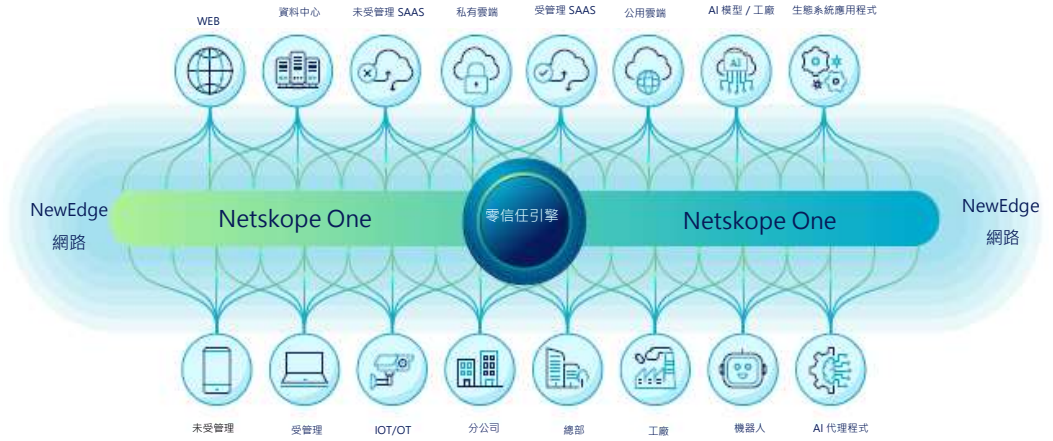 WEB
資料中心
未受管理 SAAS
私有雲端
受管理 SAAS
公用雲端
AI 模型 / 工廠
生態系統應用程式
AI
NewEdge
網路
Netskope One
零信任引擎
Netskope One
NewEdge
網路
未受管理
受管理
IOT/OT
分公司
總部
工廠
機器人
AI 代理程式